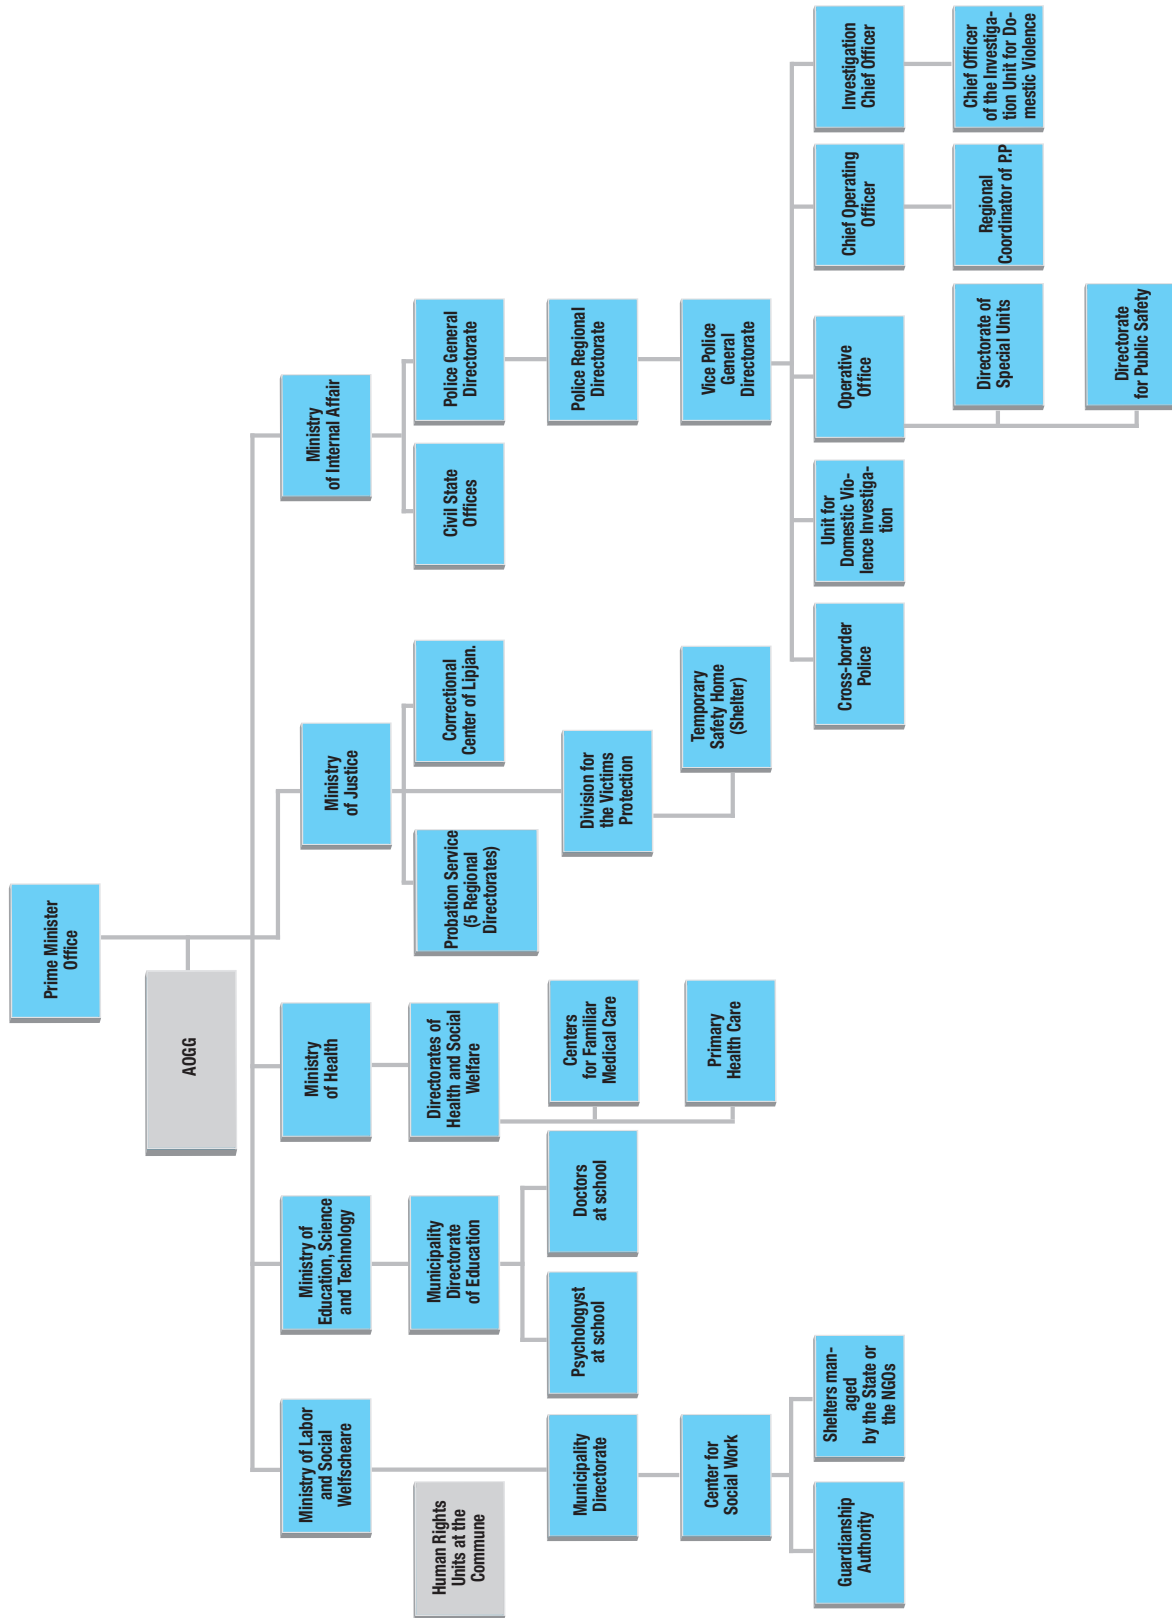 Prime Minister
Office
AOGG
Ministry of Labor
and Social
Welfscheare
Ministry of
Education, Science
and Technology
Ministry
of Health
Ministry
of Justice
Ministry
of Internal Affair
Human Rights
Units at the
Commune
Municipality
Directorate
of Education
Directorates of
Health and Social
Welfare
Probation Service
(5 Regional
Directorates)
Correctional
Center of Lipjan.
Civil State
Offices
Police General
Directorate
Municipality
Directorate
Psychologyst
at school
Doctors
at school
Centers
for Familiar
Medical Care
Division for
the Victims
Protection
Police Regional
Directorate
Center for
Social Work
Primary
Health Care
Temporary
Safety Home
(Shelter)
Vice Police
General
Directorate
Guardianship
Authority
Shelters man-
aged
by the State or
the NGOs
Cross-border
Police
Unit for
Domestic Vio-
lence Investiga-
tion
Operative
Office
Chief Operating
Officer
Investigation
Chief Officer
Directorate of
Special Units
Regional
Coordinator of P.P
Chief Officer
of the Investiga-
tion Unit for Do-
mestic Violence
Directorate
for Public Safety